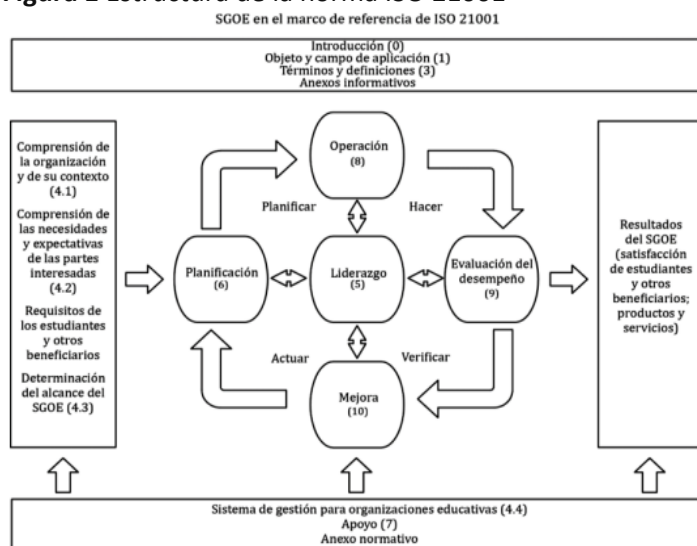 Figura 1 Estructura de la norma ISO 21001
SGOE en el marco de referencia de ISO 21001
Introducción (0)
Objeto y campo de aplicación (1)
Términos y definiciones (3)
Anexos informativos
Comprensión de
la organización
y de su contexto
(4.1)
Comprensión de
las necesidades
y expectativas
de las partes
interesadas
(4.2)
Requisitos de
los estudiantes
y otros
beneficiarios
Determinación
del alcance del
SGOE (4.3)
Operación
(8)
Planificar
Hacer
Planificación
(6)
Liderazgo
(5)
Evaluación del
desempeño
(9)
Actuar
Verificar
Mejora
(10)
Resultados
del SGOE
(satisfacción
de estudiantes
y otros
beneficiarios;
productos y
servicios)
Sistema de gestión para organizaciones educativas (4.4)
Apoyo (7)
Anexo normativo